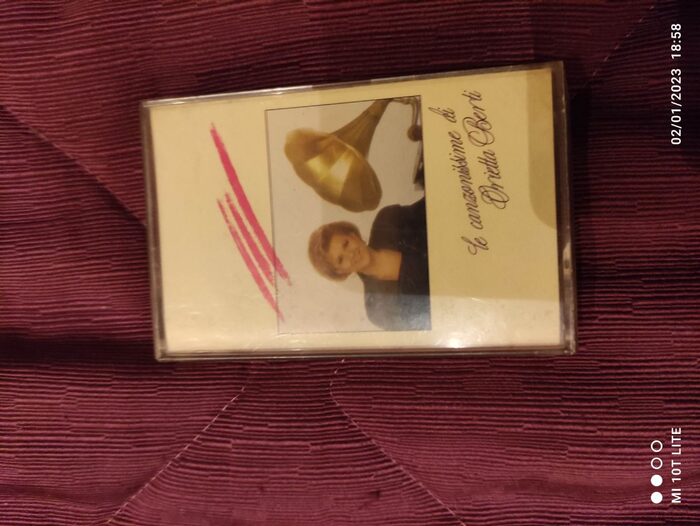 le canzonissime di
Orietta Berti
02/01/2023 18:58
MI 10T LITE